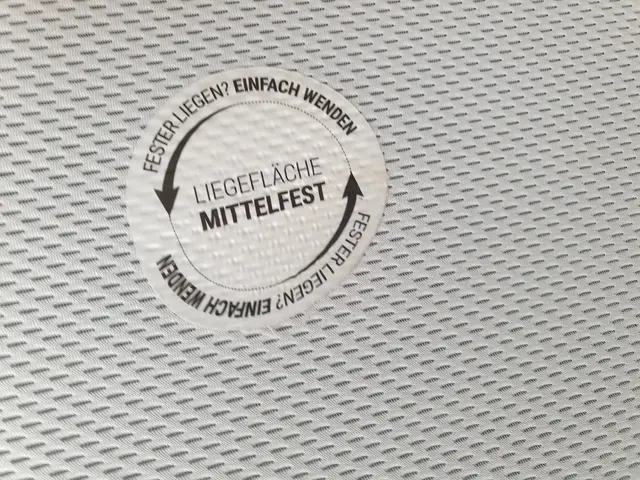 FESTER LIEGEN? EINFACH WENDEN
LIEGEFLÄCHE
MITTELFEST
FESTER LIEGEN? EINFACH WENDEN